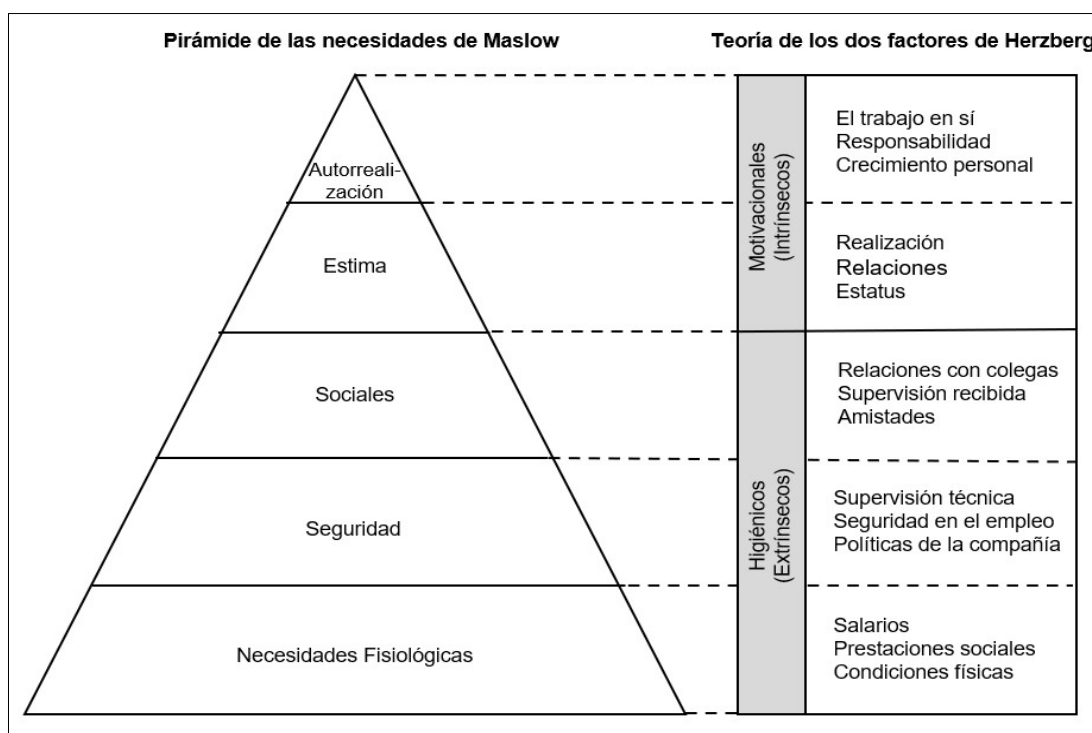 Pirámide de las necesidades de Maslow
Teoría de los dos factores de Herzberg
Autorreali-
zación
Estima
Sociales
Seguridad
Necesidades Fisiológicas
Motivacionales
(Intrínsecos)
Higiénicos
(Extrínsecos)
El trabajo en sí
Responsabilidad
Crecimiento personal
Realización
Relaciones
Estatus
Relaciones con colegas
Supervisión recibida
Amistades
Supervisión técnica
Seguridad en el empleo
Políticas de la compañía
Salarios
Prestaciones sociales
Condiciones físicas